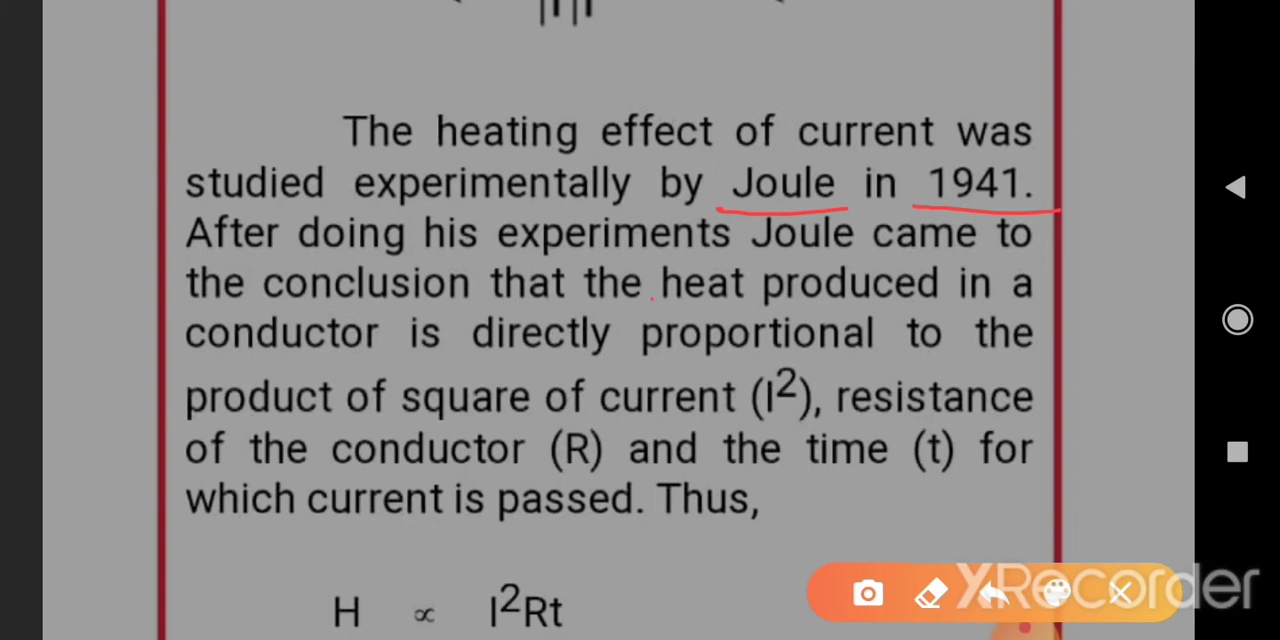 The heating effect of current was
studied experimentally by Joule in 1941.
After doing his experiments Joule came to
the conclusion that the heat produced in a
conductor is directly proportional to the
product of square of current (I²), resistance
of the conductor (R) and the time (t) for
which current is passed. Thus,
H ∝ I²Rt
XRecorder